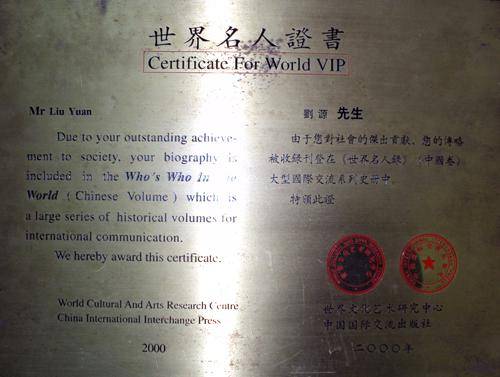 世界名人證書
Certificate For World VIP
Mr Liu Yuan
Due to your outstanding achieve-
ment to society, your biography is
included in the Who's Who In
World ( Chinese Volume ) which is
a large series of historical volumes for
international communication.
We hereby award this certificate.
World Cultural And Arts Research Centre
China International Interchange Press
2000
劉源 先生
由于您對社會的傑出貢獻，您的傳略
被收錄刊登在《世界名人錄》（中國卷）
大型國際交流系列史冊中。
特頒此證
世界文化艺术研究中心
中国国际交流出版社
二〇〇〇年